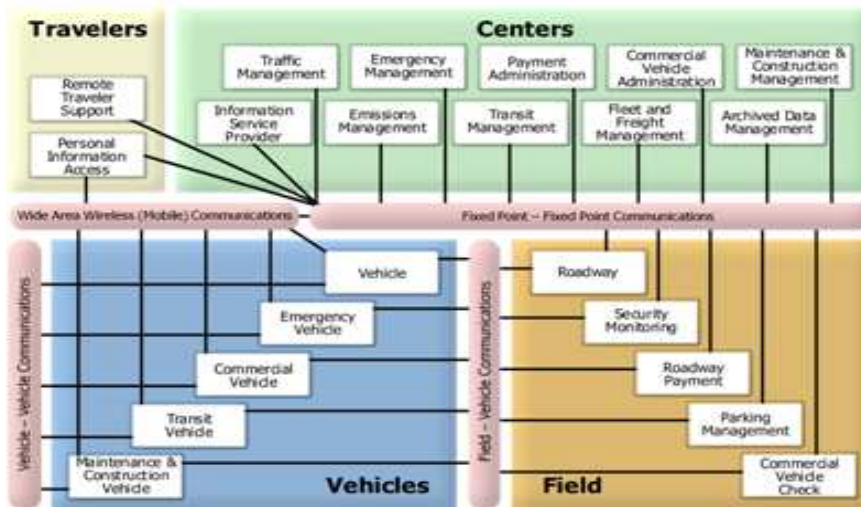 Travelers
Centers
Traffic
Management
Emergency
Management
Payment
Administration
Commercial
Vehicle
Administration
Maintenance &
Construction
Management
Remote
Traveler
Support
Information
Service
Provider
Emissions
Management
Transit
Management
Fleet and
Freight
Management
Archived Data
Management
Personal
Information
Access
Wide Area Wireless (Mobile) Communications
Fixed Point – Fixed Point Communications
Vehicle – Vehicle Communications
Vehicle
Emergency
Vehicle
Commercial
Vehicle
Transit
Vehicle
Maintenance &
Construction
Vehicle
Vehicles
Field – Vehicle Communications
Roadway
Security
Monitoring
Roadway
Payment
Parking
Management
Commercial
Vehicle
Check
Field